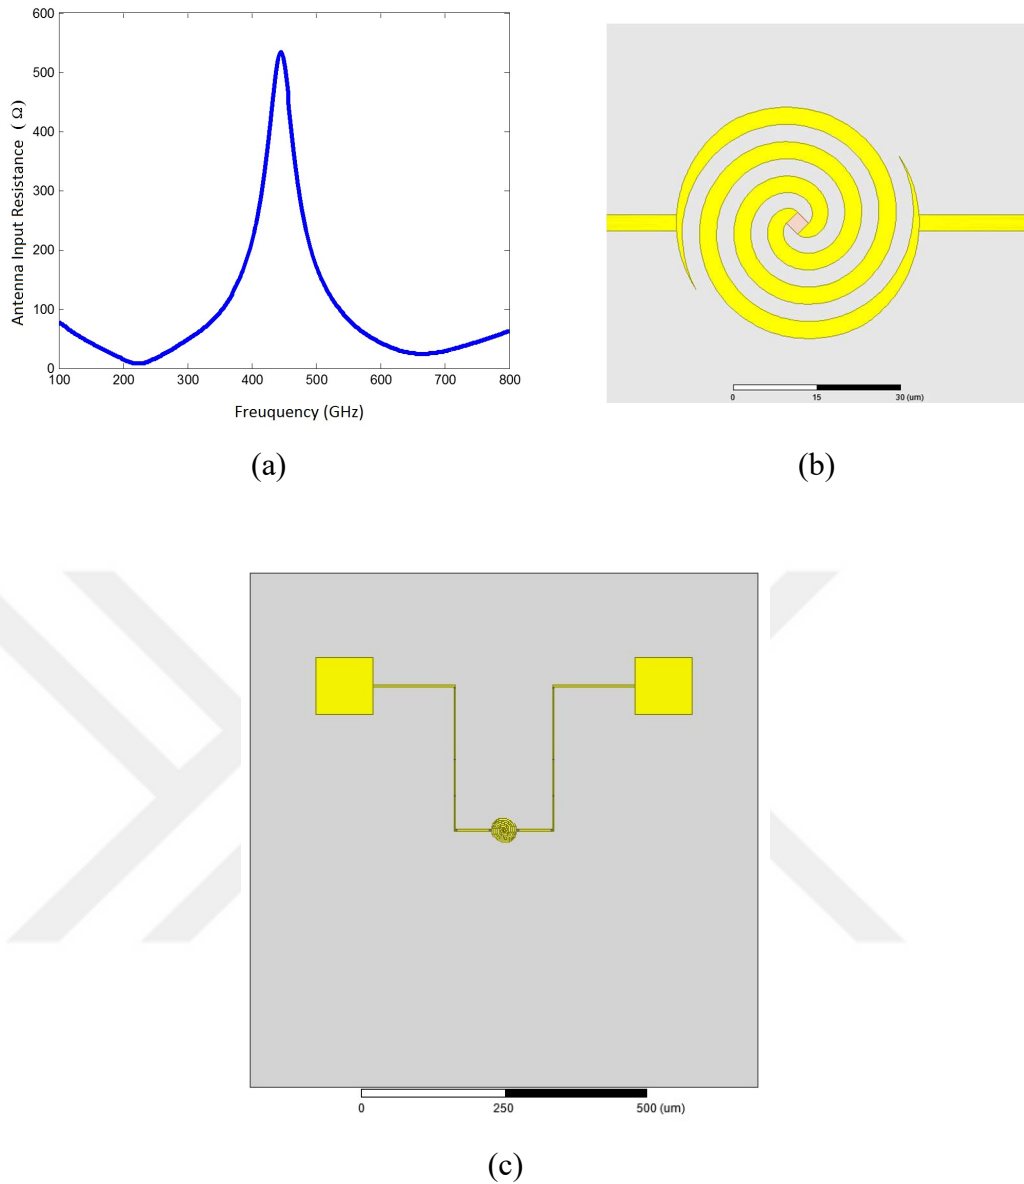 600
500
400
300
200
100
0
Antenna Input Resistance ( Ω )
100 200 300 400 500 600 700 800
Freuquency (GHz)
(a)
0 15 30 (um)
(b)
0 250 500 (um)
(c)